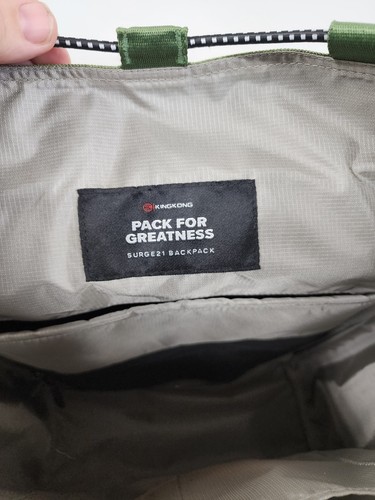 KINGKONG
PACK FOR
GREATNESS
SURGE21 BACKPACK